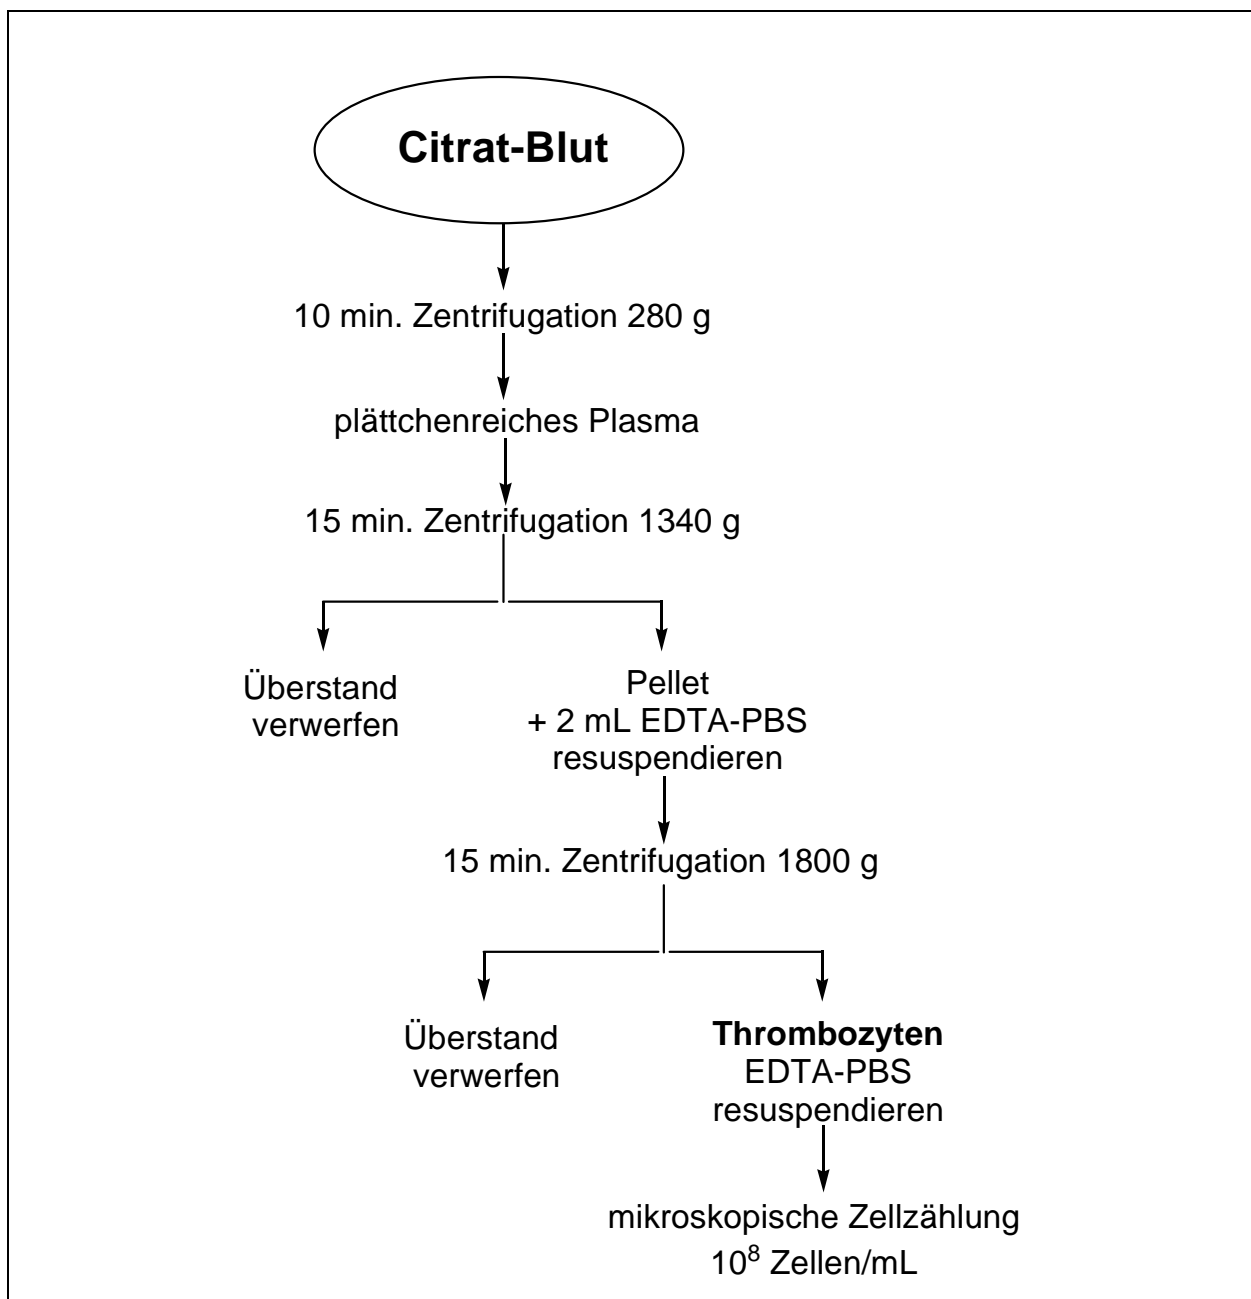 Citrat-Blut
10 min. Zentrifugation 280 g
plättchenreiches Plasma
15 min. Zentrifugation 1340 g
Überstand
verwerfen
Pellet
+ 2 mL EDTA-PBS
resuspendieren
15 min. Zentrifugation 1800 g
Überstand
verwerfen
Thrombozyten
EDTA-PBS
resuspendieren
mikroskopische Zellzählung
10⁸ Zellen/mL